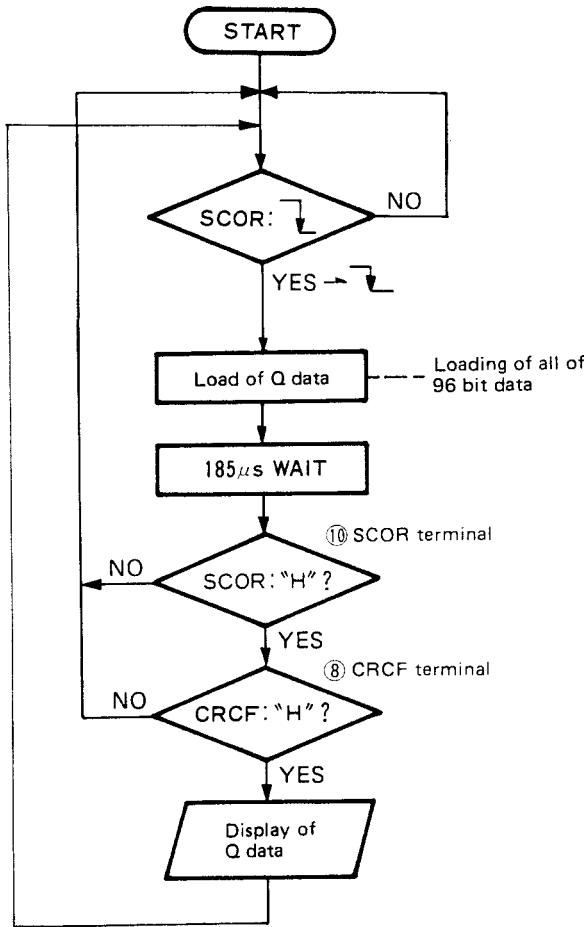 START
SCOR:
NO
YES →
Load of Q data
Loading of all of
96 bit data
185μs WAIT
⑩ SCOR terminal
NO
SCOR: "H" ?
YES
⑧ CRCF terminal
NO
CRCF: "H" ?
YES
Display of
Q data